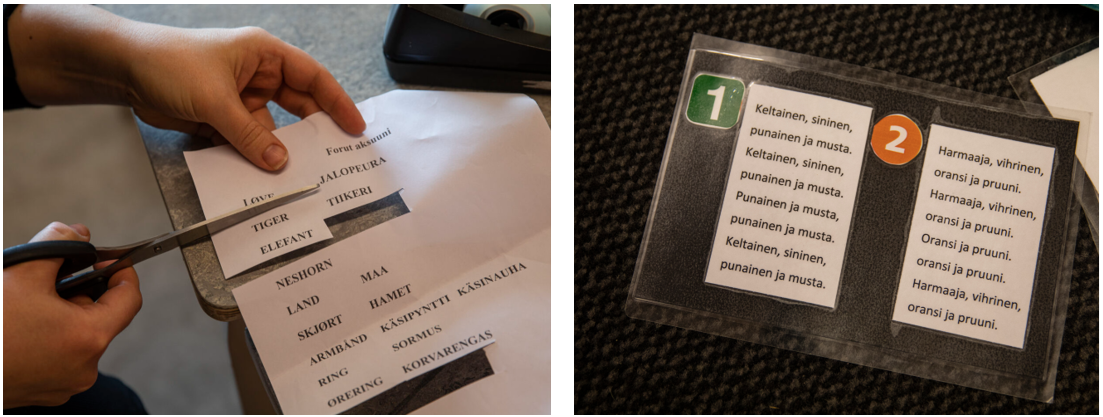 Forut aksuuni
LØVE JALOPEURA
TIGER TIIKERI
ELEFANT
NESHORN
LAND MAA
SKJØRT HAMET
ARMBÅND KÄSIPYNTTI KÄSINAUHA
RING SORMUS
ØRERING KORVARENGAS
1
Keltainen, sininen,
punainen ja musta.
Keltainen, sininen,
punainen ja musta.
Punainen ja musta,
punainen ja musta.
Keltainen, sininen,
punainen ja musta.
2
Harmaaja, vihrinen,
oransi ja pruuni.
Harmaaja, vihrinen,
oransi ja pruuni.
Oransi ja pruuni.
oransi ja pruuni.
Harmaaja, vihrinen,
oransi ja pruuni.